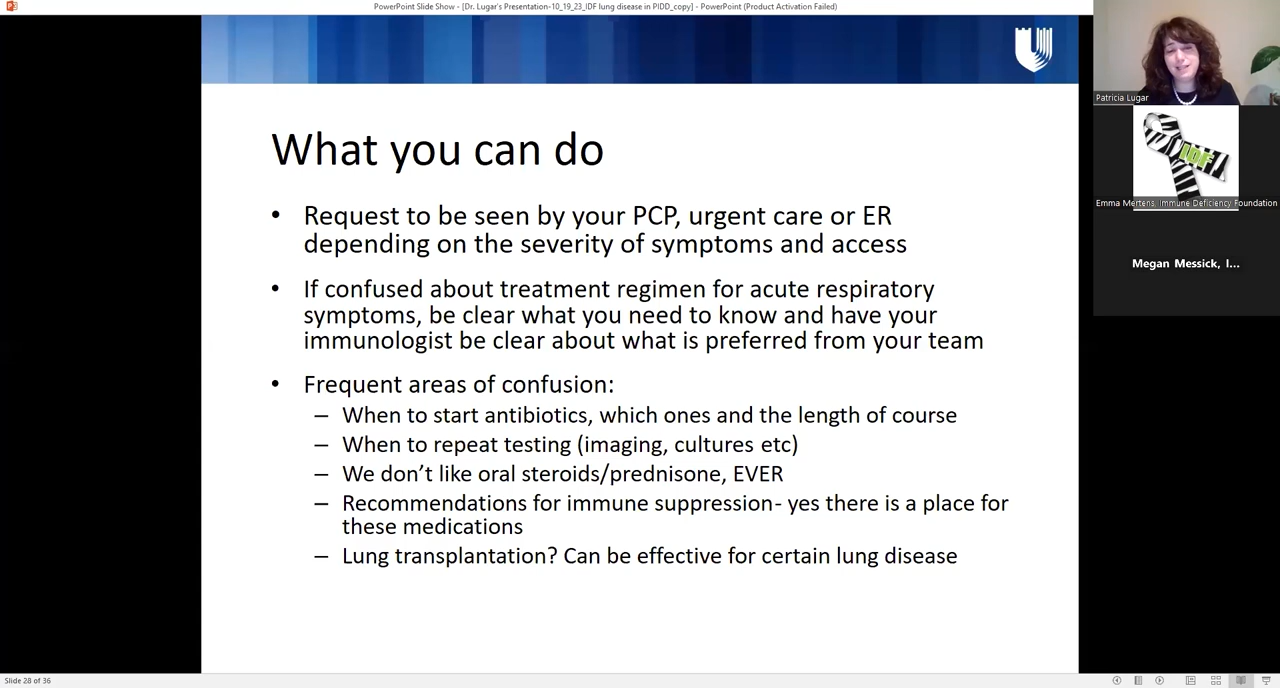 PowerPoint Slide Show - [Dr. Lugar's Presentation-10_19_23_IDF lung disease in PIDD_copy] - PowerPoint (Product Activation Failed)
What you can do
• Request to be seen by your PCP, urgent care or ER
depending on the severity of symptoms and access
• If confused about treatment regimen for acute respiratory
symptoms, be clear what you need to know and have your
immunologist be clear about what is preferred from your team
• Frequent areas of confusion:
– When to start antibiotics, which ones and the length of course
– When to repeat testing (imaging, cultures etc)
– We don’t like oral steroids/prednisone, EVER
– Recommendations for immune suppression- yes there is a place for
these medications
– Lung transplantation? Can be effective for certain lung disease
Patricia Lugar
IDF
Emma Mertens, Immune Deficiency Foundation
Megan Messick, I...
Slide 28 of 36